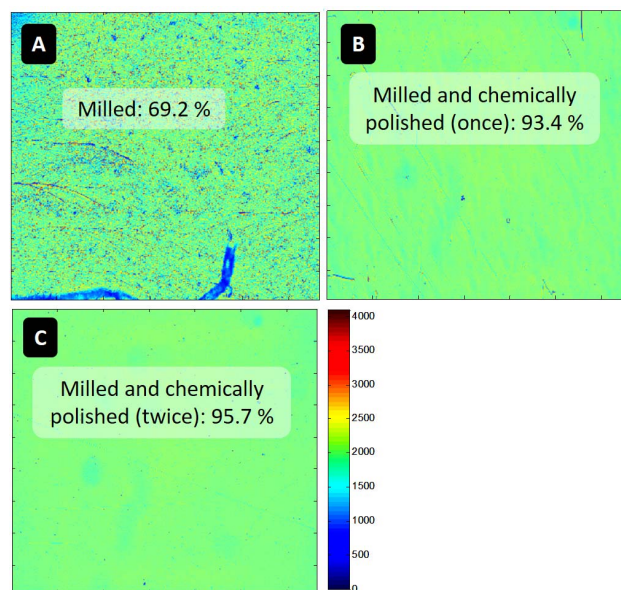 A
Milled: 69.2 %
B
Milled and chemically
polished (once): 93.4 %
C
Milled and chemically
polished (twice): 95.7 %
4000
3500
3000
2500
2000
1500
1000
500
0